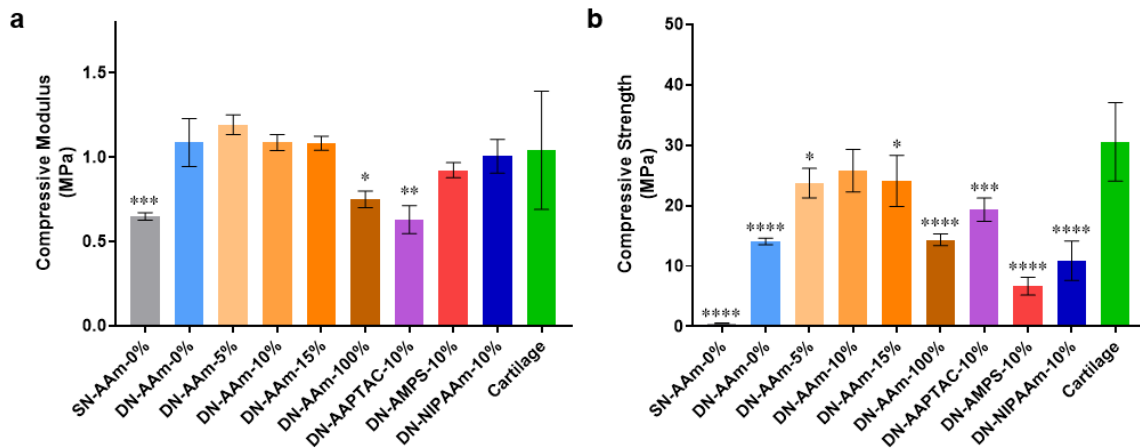 a
Compressive Modulus
(MPa)
1.5
1.0
0.5
0.0
***
*
**
SN-AAm-0%
DN-AAm-0%
DN-AAm-5%
DN-AAm-10%
DN-AAm-15%
DN-AAm-100%
DN-AAPTAC-10%
DN-AMPS-10%
DN-NIPAAm-10%
Cartilage
b
Compressive Strength
(MPa)
50
40
30
20
10
0
****
****
*
*
****
***
****
****
SN-AAm-0%
DN-AAm-0%
DN-AAm-5%
DN-AAm-10%
DN-AAm-15%
DN-AAm-100%
DN-AAPTAC-10%
DN-AMPS-10%
DN-NIPAAm-10%
Cartilage